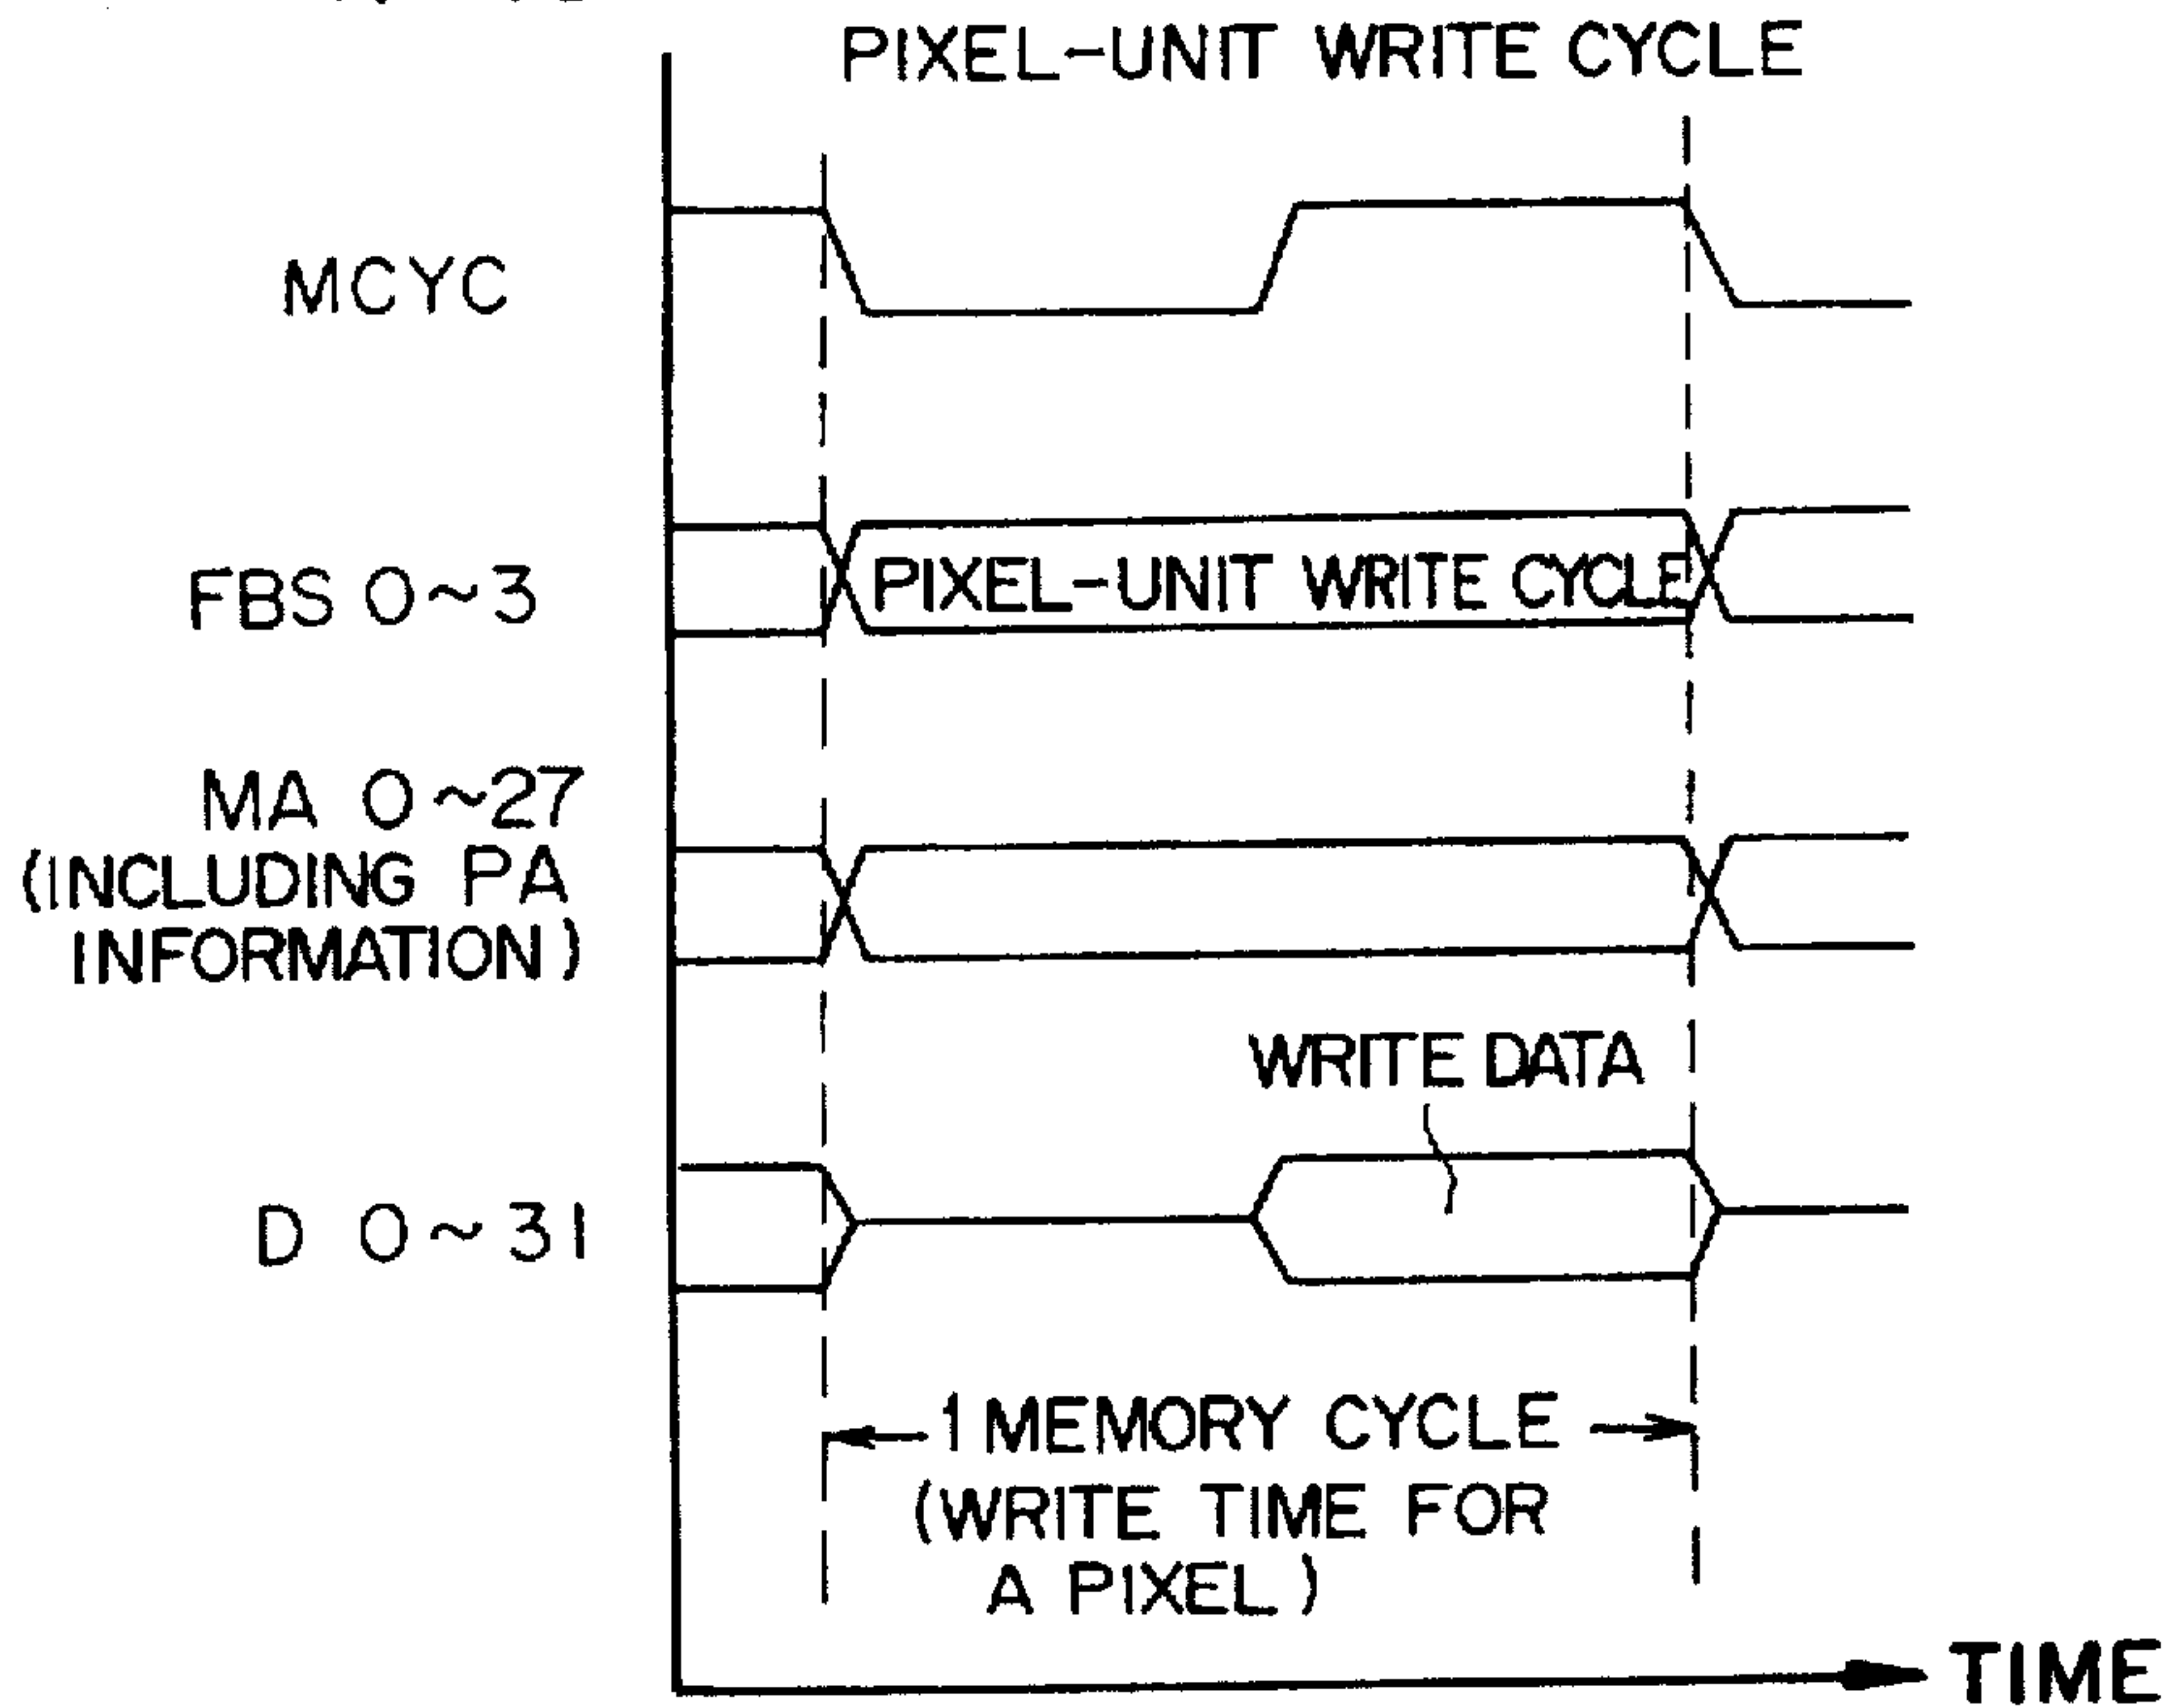 PIXEL-UNIT WRITE CYCLE
MCYC
FBS 0~3
PIXEL-UNIT WRITE CYCLE
MA 0~27
(INCLUDING PA
INFORMATION)
WRITE DATA
D 0~31
1 MEMORY CYCLE
(WRITE TIME FOR
A PIXEL)
TIME